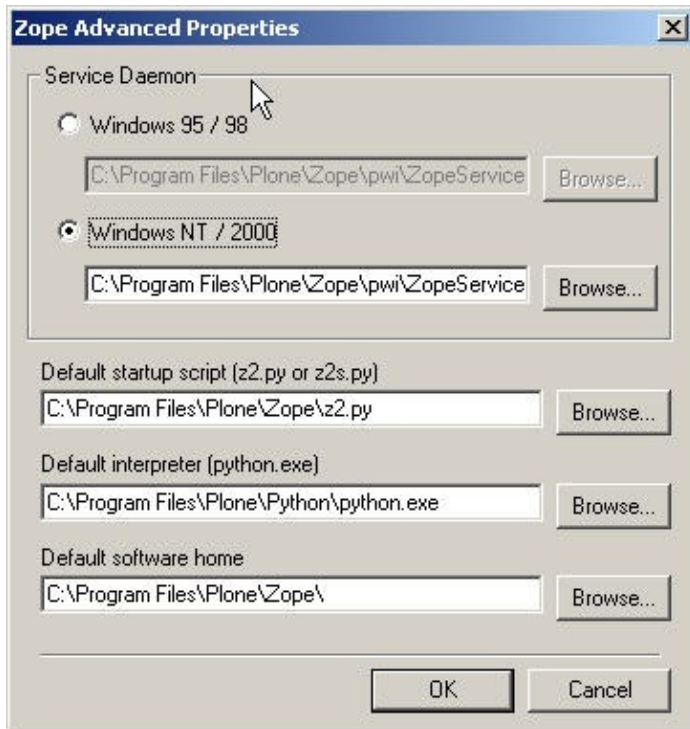 Zope Advanced Properties
Service Daemon
Windows 95 / 98
C:\Program Files\Plone\Zope\pwi\ZopeService
Browse...
Windows NT / 2000
C:\Program Files\Plone\Zope\pwi\ZopeService
Browse...
Default startup script (z2.py or z2s.py)
C:\Program Files\Plone\Zope\z2.py
Browse...
Default interpreter (python.exe)
C:\Program Files\Plone\Python\python.exe
Browse...
Default software home
C:\Program Files\Plone\Zope\
Browse...
OK
Cancel